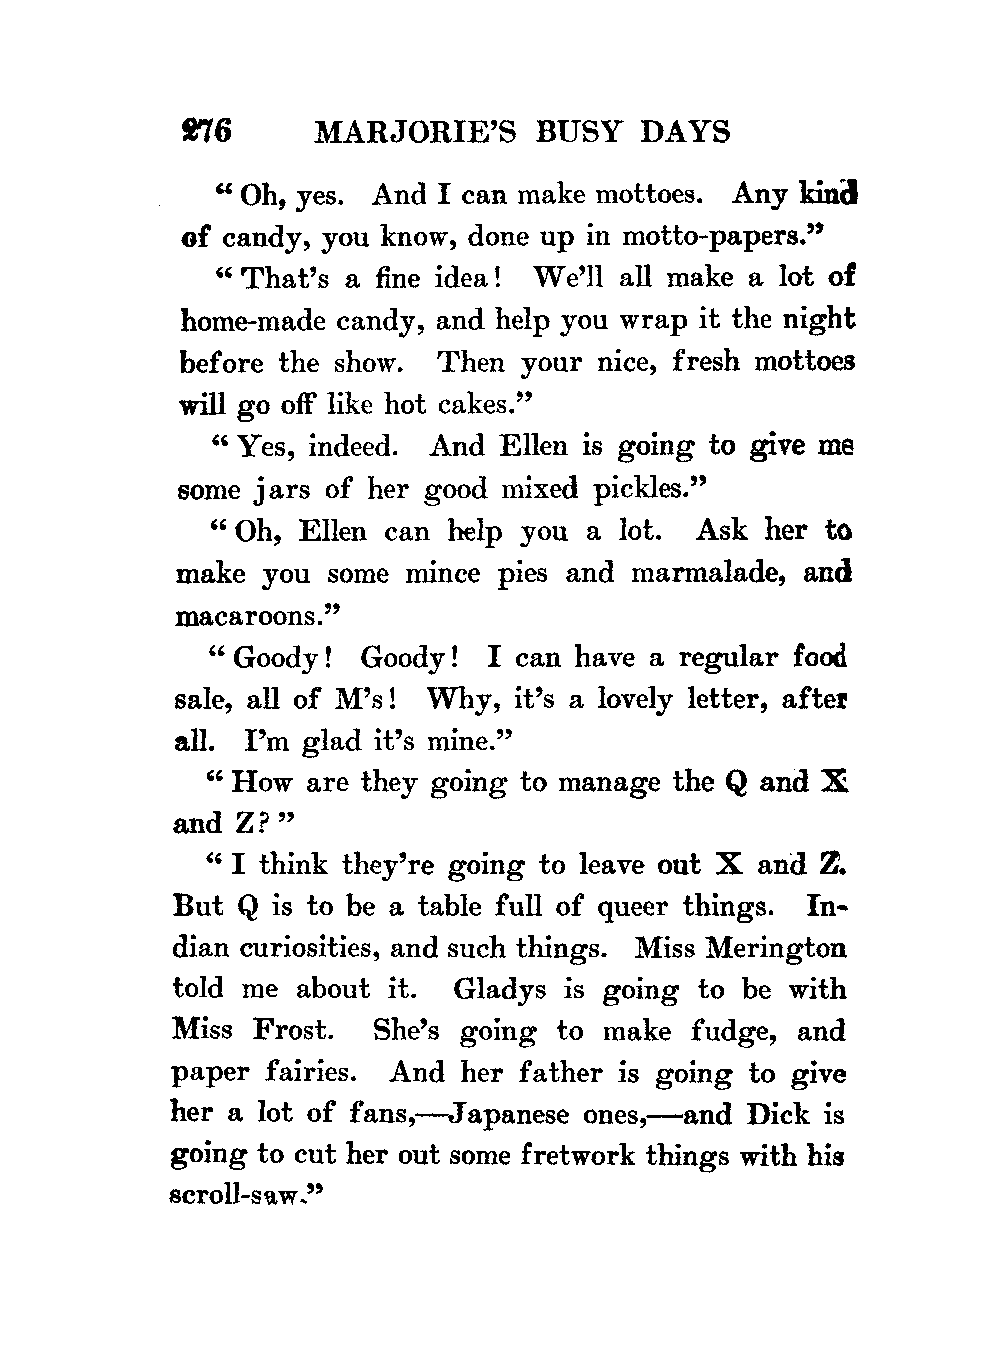 276 MARJORIE'S BUSY DAYS
"Oh, yes. And I can make mottoes. Any kind
of candy, you know, done up in motto-papers."
"That's a fine idea! We'll all make a lot of
home-made candy, and help you wrap it the night
before the show. Then your nice, fresh mottoes
will go off like hot cakes."
"Yes, indeed. And Ellen is going to give me
some jars of her good mixed pickles."
"Oh, Ellen can help you a lot. Ask her to
make you some mince pies and marmalade, and
macaroons."
"Goody! Goody! I can have a regular food
sale, all of M's! Why, it's a lovely letter, after
all. I'm glad it's mine."
"How are they going to manage the Q and X
and Z?"
"I think they're going to leave out X and Z.
But Q is to be a table full of queer things. In-
dian curiosities, and such things. Miss Merington
told me about it. Gladys is going to be with
Miss Frost. She's going to make fudge, and
paper fairies. And her father is going to give
her a lot of fans,—Japanese ones,—and Dick is
going to cut her out some fretwork things with his
scroll-saw."